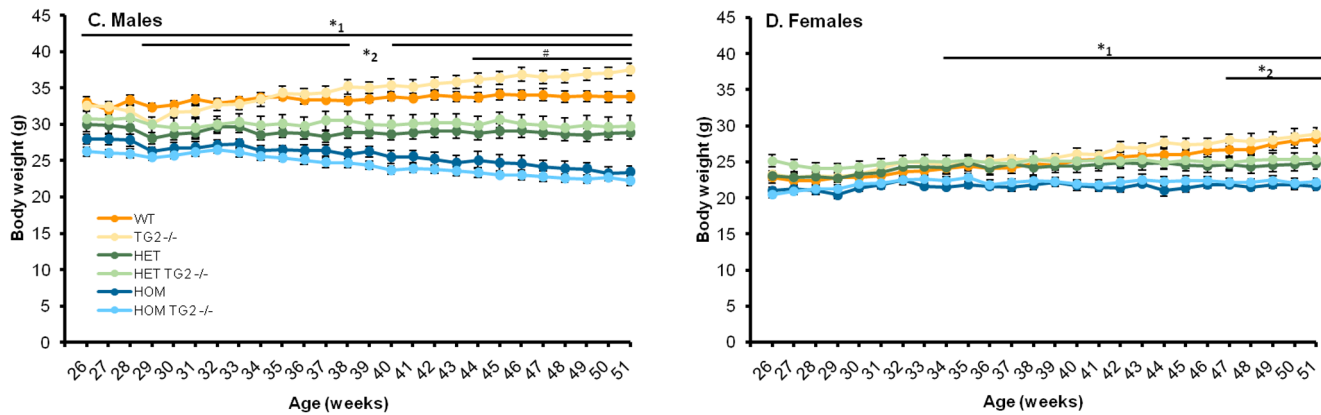 C. Males
*1
*2
#
45
40
35
30
25
20
15
10
5
0
Body weight (g)
WT
TG2-/-
HET
HET TG2-/-
HOM
HOM TG2-/-
26 27 28 29 30 31 32 33 34 35 36 37 38 39 40 41 42 43 44 45 46 47 48 49 50 51
Age (weeks)
D. Females
*1
*2
45
40
35
30
25
20
15
10
5
0
Body weight (g)
26 27 28 29 30 31 32 33 34 35 36 37 38 39 40 41 42 43 44 45 46 47 48 49 50 51
Age (weeks)